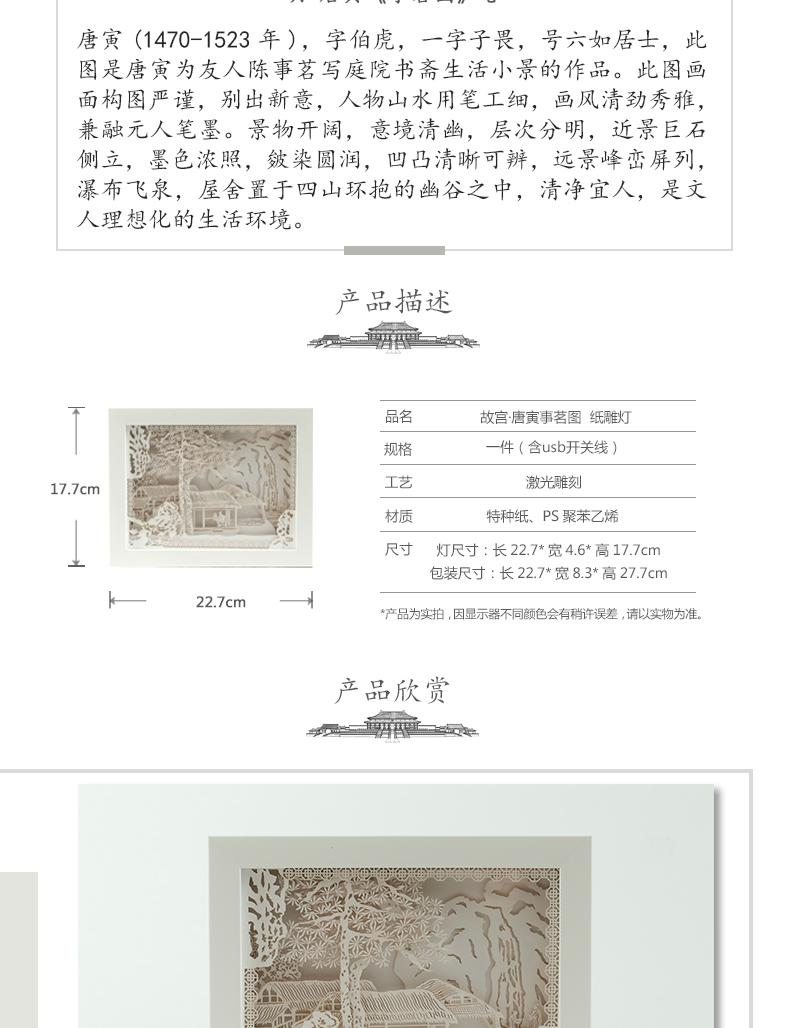 唐寅（1470-1523 年），字伯虎，一字子畏，号六如居士，此
图是唐寅为友人陈事茗写庭院书斋生活小景的作品。此图画
面构图严谨，别出新意，人物山水用笔工细，画风清劲秀雅，
兼融元人笔墨。景物开阔，意境清幽，层次分明，近景巨石
侧立，墨色浓照，皴染圆润，凹凸清晰可辨，远景峰峦屏列，
瀑布飞泉，屋舍置于四山环抱的幽谷之中，清净宜人，是文
人理想化的生活环境。
产品描述
品名 故宫·唐寅事茗图 纸雕灯
规格 一件（含usb开关线）
工艺 激光雕刻
材质 特种纸、PS 聚苯乙烯
尺寸 灯尺寸：长 22.7* 宽 4.6* 高 17.7cm
包装尺寸：长 22.7* 宽 8.3* 高 27.7cm
17.7cm
22.7cm
*产品为实拍，因显示器不同颜色会有稍许误差，请以实物为准。
产品欣赏